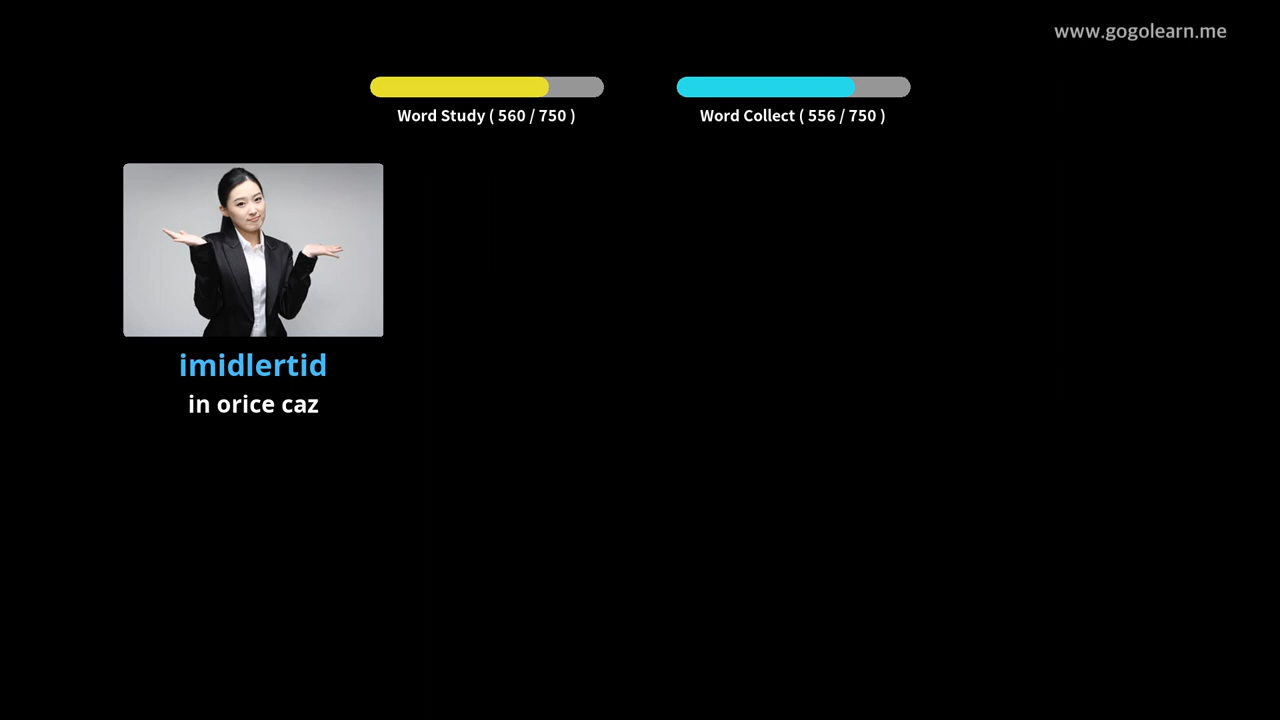 www.gogolearn.me
Word Study ( 560 / 750 )
Word Collect ( 556 / 750 )
imidlertid
in orice caz